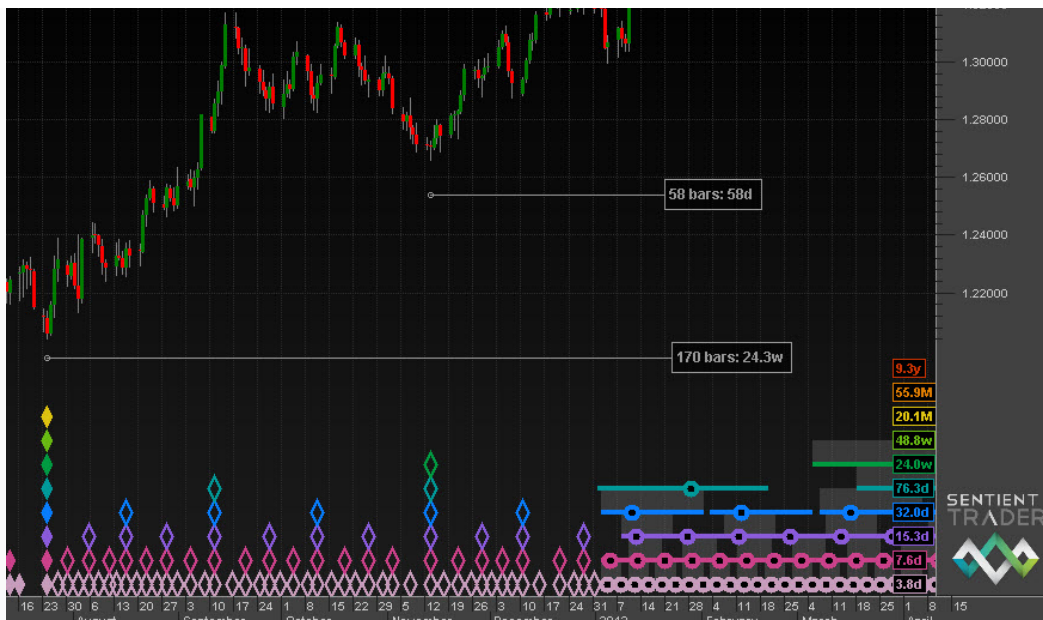 1.30000
1.28000
58 bars: 58d
1.26000
1.24000
1.22000
170 bars: 24.3w
9.3y
55.9M
20.1M
48.8w
24.0w
76.3d
32.0d
15.3d
7.6d
3.8d
SENTIENT
TRADER
16 23 30 6 13 20 27 3 10 17 24 1 8 15 22 29 5 12 19 26 3 10 17 24 31 7 14 21 28 4 11 18 25 4 11 18 25 1 8 15